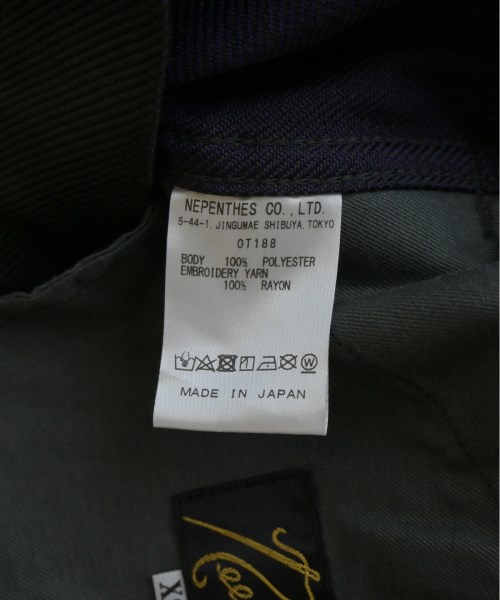 NEPENTHES CO.,LTD.
5-44-1. JINGUMAE SHIBUYA. TOKYO
OT188
BODY 100% POLYESTER
EMBROIDERY YARN
100% RAYON
W
MADE IN JAPAN